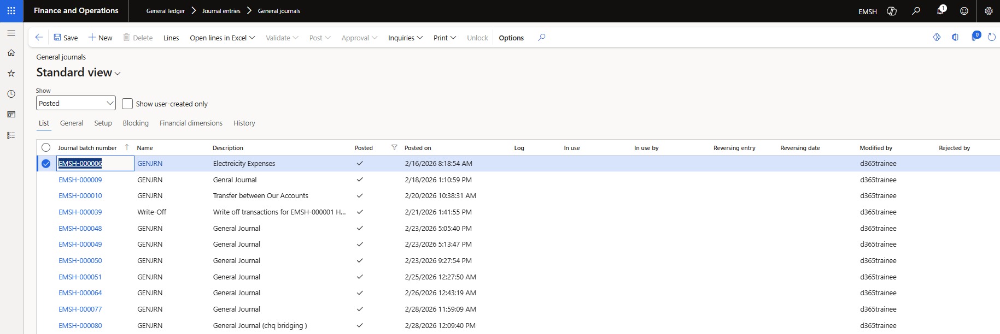 Finance and Operations General ledger Journal entries General journals EMSH 1
Save New Delete Lines Open lines in Excel Validate Post Approval Inquiries Print Unlock Options 0
General journals
Standard view
Show
Posted Show user-created only
List General Setup Blocking Financial dimensions History
Journal batch number Name Description Posted Posted on Log In use In use by Reversing entry Reversing date Modified by Rejected by
EMSH-000006 GENJRN Electreicity Expenses 2/16/2026 8:18:54 AM d365trainee
EMSH-000009 GENJRN Genral Journal 2/18/2026 1:10:59 PM d365trainee
EMSH-000010 GENJRN Transfer between Our Accounts 2/20/2026 10:38:31 AM d365trainee
EMSH-000039 Write-Off Write off transactions for EMSH-000001 H... 2/21/2026 1:41:55 PM d365trainee
EMSH-000048 GENJRN General Journal 2/23/2026 5:05:40 PM d365trainee
EMSH-000049 GENJRN General Journal 2/23/2026 5:13:47 PM d365trainee
EMSH-000050 GENJRN General Journal 2/23/2026 9:27:54 PM d365trainee
EMSH-000051 GENJRN General Journal 2/25/2026 12:27:50 AM d365trainee
EMSH-000064 GENJRN General Journal 2/26/2026 12:43:19 AM d365trainee
EMSH-000077 GENJRN General Journal 2/28/2026 11:59:09 AM d365trainee
EMSH-000080 GENJRN General Journal (chq bridging ) 2/28/2026 12:09:40 PM d365trainee